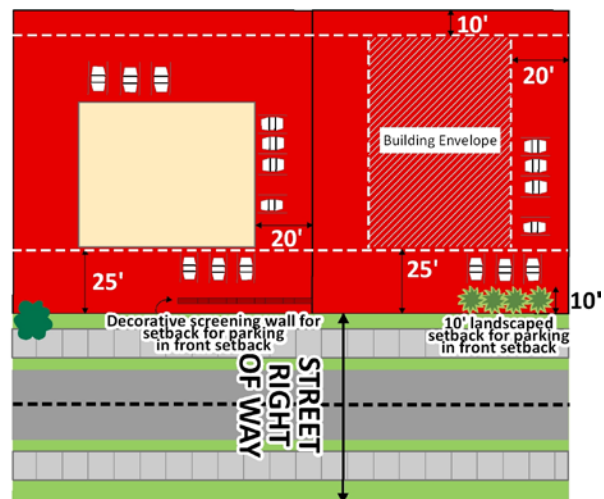 10'
20'
Building Envelope
20'
25'
25'
10'
Decorative screening wall for
setback for parking
in front setback
10' landscaped
setback for parking
in front setback
STREET
RIGHT
OF WAY